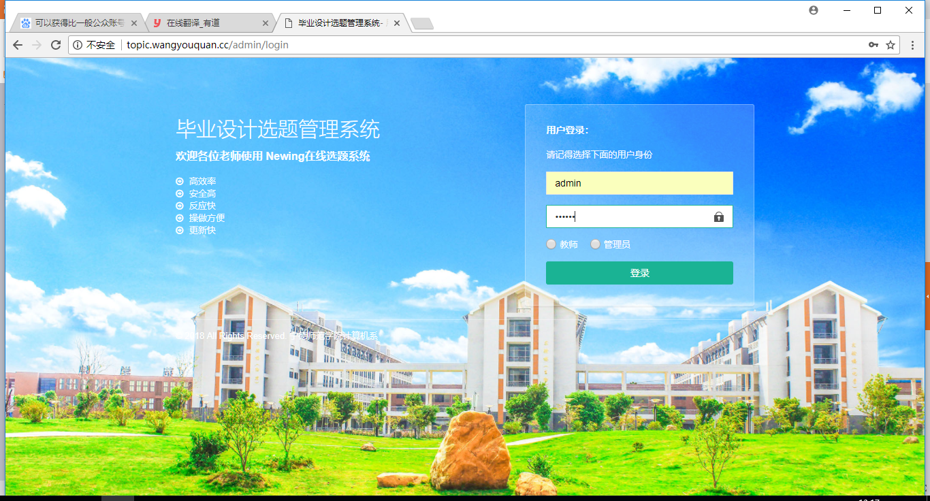 可以获得比一般公众账号
在线翻译_有道
毕业设计选题管理系统-
不安全
topic.wangyouquan.cc/admin/login
毕业设计选题管理系统
欢迎各位老师使用 Newing在线选题系统
高效率
安全高
反应快
操做方便
更新快
用户登录：
请记得选择下面的用户身份
admin
••••••
教师
管理员
登录
All Rights Reserved.